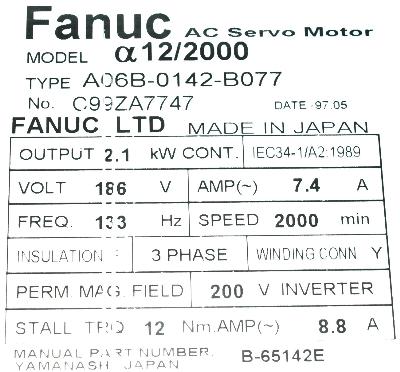 Fanuc AC Servo Motor
MODEL α12/2000
TYPE A06B-0142-B077
No. C99ZA7747 DATE -97.05
FANUC LTD MADE IN JAPAN
OUTPUT 2.1 kW CONT. IEC34-1/A2:1989
VOLT 186 V AMP(~) 7.4 A
FREQ. 133 Hz SPEED 2000 min
INSULATION F 3 PHASE WINDING CONN Y
PERM. MAG. FIELD 200 V INVERTER
STALL TRQ 12 Nm.AMP(~) 8.8 A
MANUAL PART NUMBER. B-65142E
YAMANASH, JAPAN